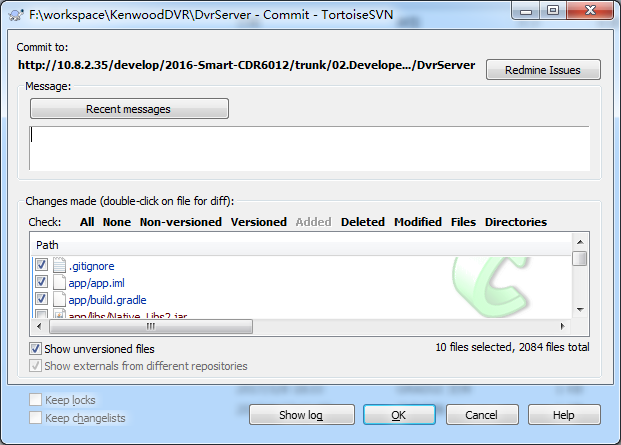 F:\workspace\KenwoodDVR\DvrServer - Commit - TortoiseSVN
Commit to:
http://10.8.2.35/develop/2016-Smart-CDR6012/trunk/02.Develope.../DvrServer
Redmine Issues
Message:
Recent messages
Changes made (double-click on file for diff):
Check: All None Non-versioned Versioned Added Deleted Modified Files Directories
Path
.gitignore
app/app.iml
app/build.gradle
app/libs/Native_Libs2.jar
Show unversioned files
10 files selected, 2084 files total
Show externals from different repositories
Keep locks
Keep changelists
Show log
OK
Cancel
Help